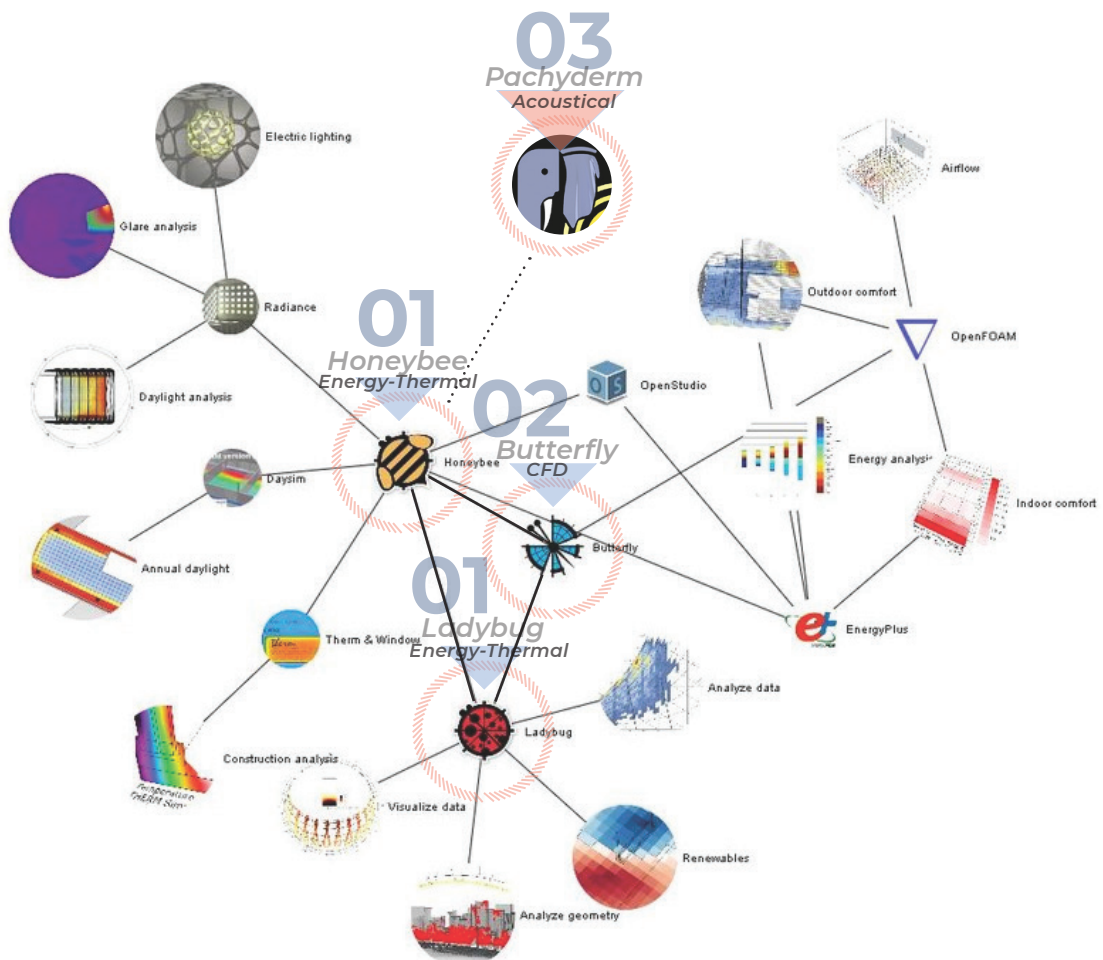 03
Pachyderm
Acoustical
Electric lighting
Airflow
Glare analysis
Outdoor comfort
Radiance
01
Honeybee
Energy-Thermal
OpenFOAM
OS
OpenStudio
Daylight analysis
02
Butterfly
CFD
Honeybee
Energy analysis
Daysim
Indoor comfort
Butterfly
Annual daylight
01
Ladybug
Energy-Thermal
EnergyPlus
Therm & Window
Analyze data
Ladybug
Construction analysis
Temperature
Visualize data
Renewables
Analyze geometry